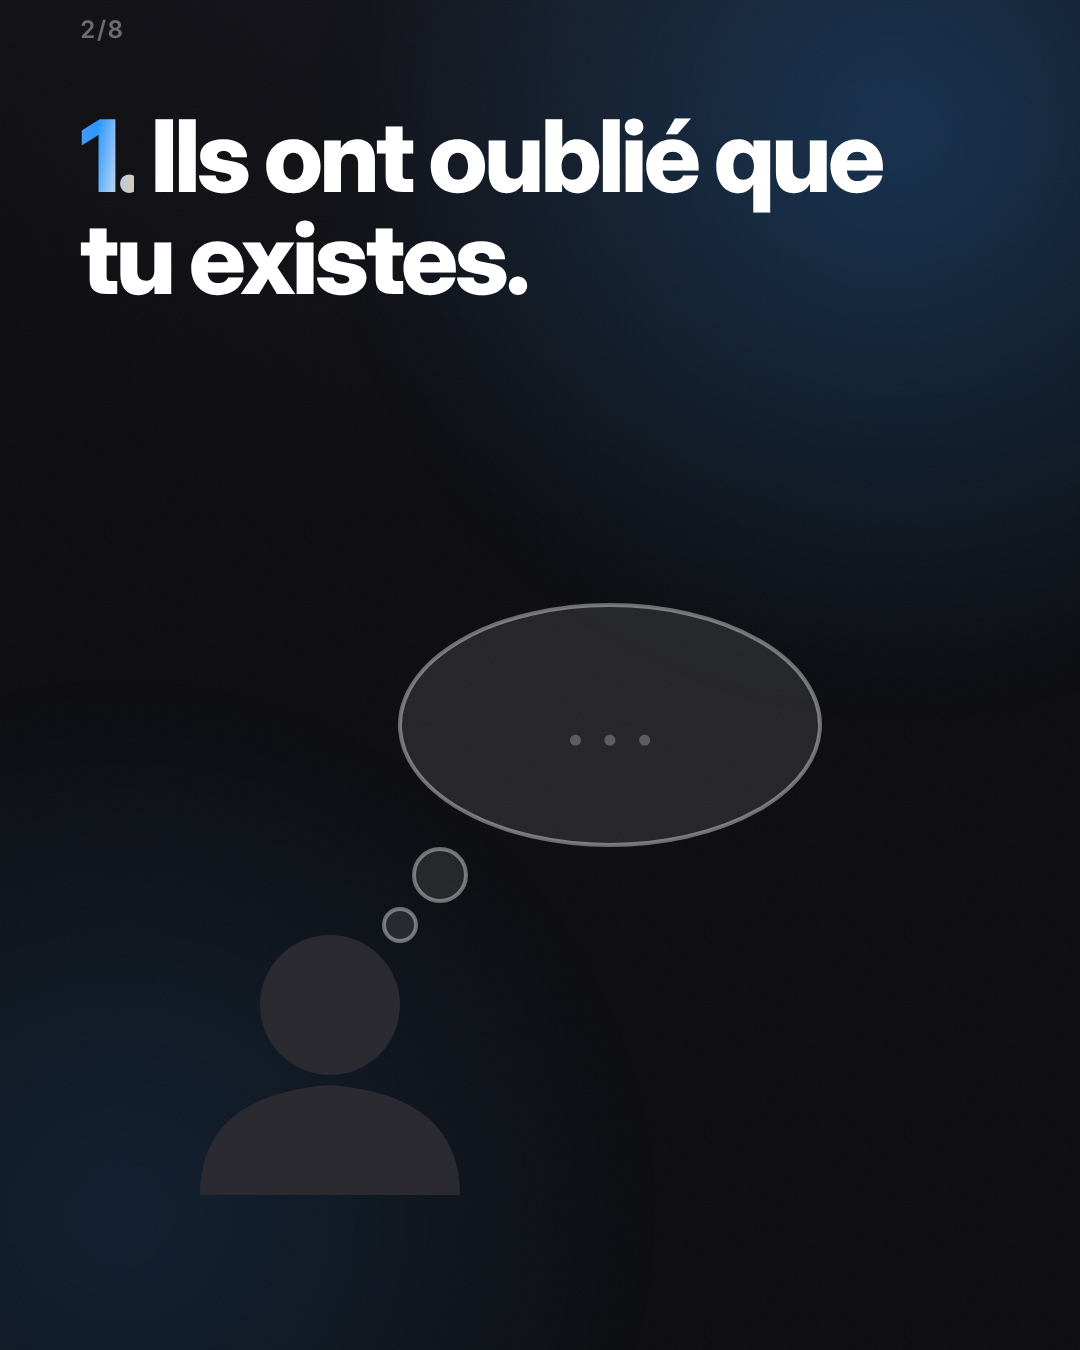 2/8
1. Ils ont oublié que
tu existes.
...